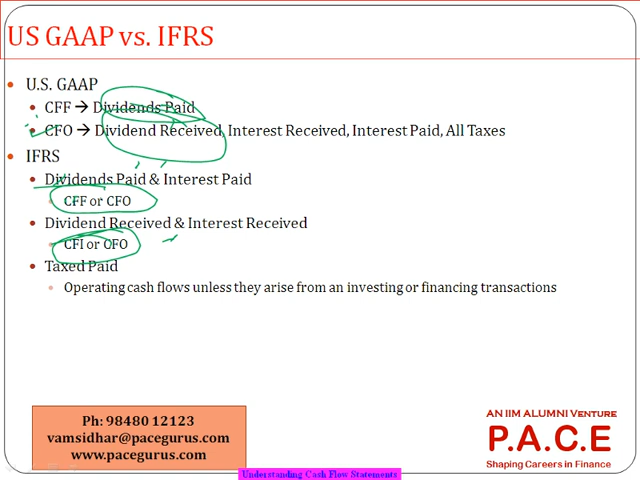 US GAAP vs. IFRS
U.S. GAAP
CFF → Dividends Paid
CFO → Dividend Received, Interest Received, Interest Paid, All Taxes
IFRS
Dividends Paid & Interest Paid
CFF or CFO
Dividend Received & Interest Received
CFI or CFO
Taxed Paid
Operating cash flows unless they arise from an investing or financing transactions
Ph: 98480 12123
vamsidhar@pacegurus.com
www.pacegurus.com
AN IIM ALUMNI VENTURE
P.A.C.E
Shaping Careers in Finance
Understanding Cash Flow Statements